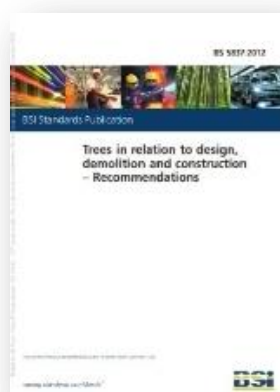 BS 5837:2012
BSI Standards Publication
Trees in relation to design,
demolition and construction
– Recommendations
BSI